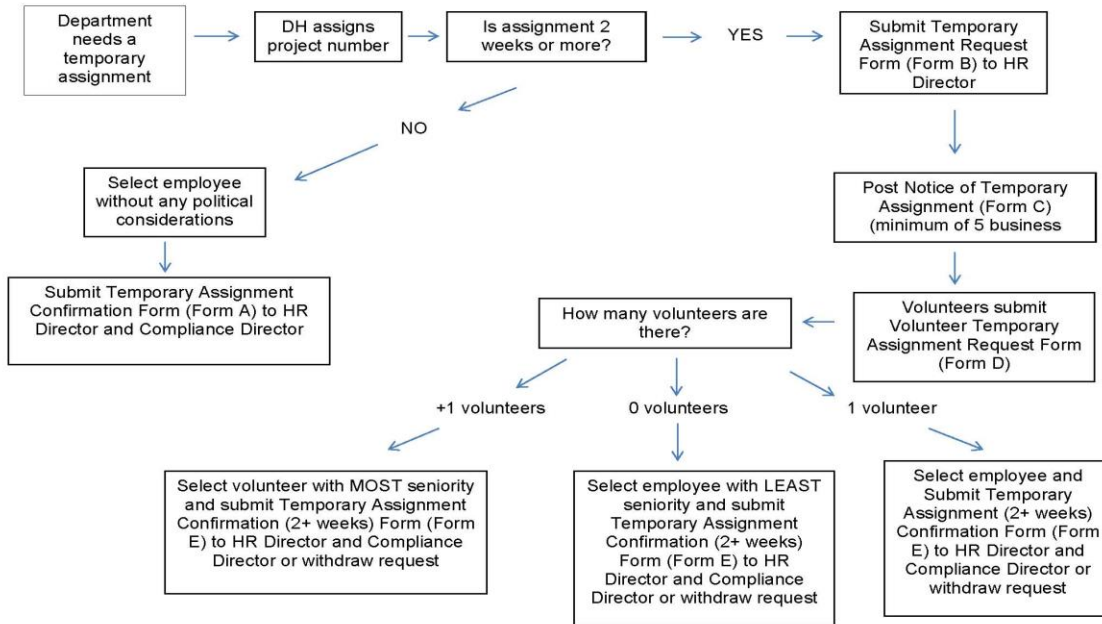 Department
needs a
temporary
assignment
DH assigns
project number
Is assignment 2
weeks or more?
YES
Submit Temporary
Assignment Request
Form (Form B) to HR
Director
NO
Select employee
without any political
considerations
Post Notice of Temporary
Assignment (Form C)
(minimum of 5 business
Submit Temporary Assignment
Confirmation Form (Form A) to HR
Director and Compliance Director
How many volunteers are
there?
Volunteers submit
Volunteer Temporary
Assignment Request Form
(Form D)
+1 volunteers
0 volunteers
1 volunteer
Select volunteer with MOST seniority
and submit Temporary Assignment
Confirmation (2+ weeks) Form (Form
E) to HR Director and Compliance
Director or withdraw request
Select employee with LEAST
seniority and submit
Temporary Assignment
Confirmation (2+ weeks)
Form (Form E) to HR
Director and Compliance
Director or withdraw request
Select employee and
Submit Temporary
Assignment (2+ weeks)
Confirmation Form (Form
E) to HR Director and
Compliance Director or
withdraw request